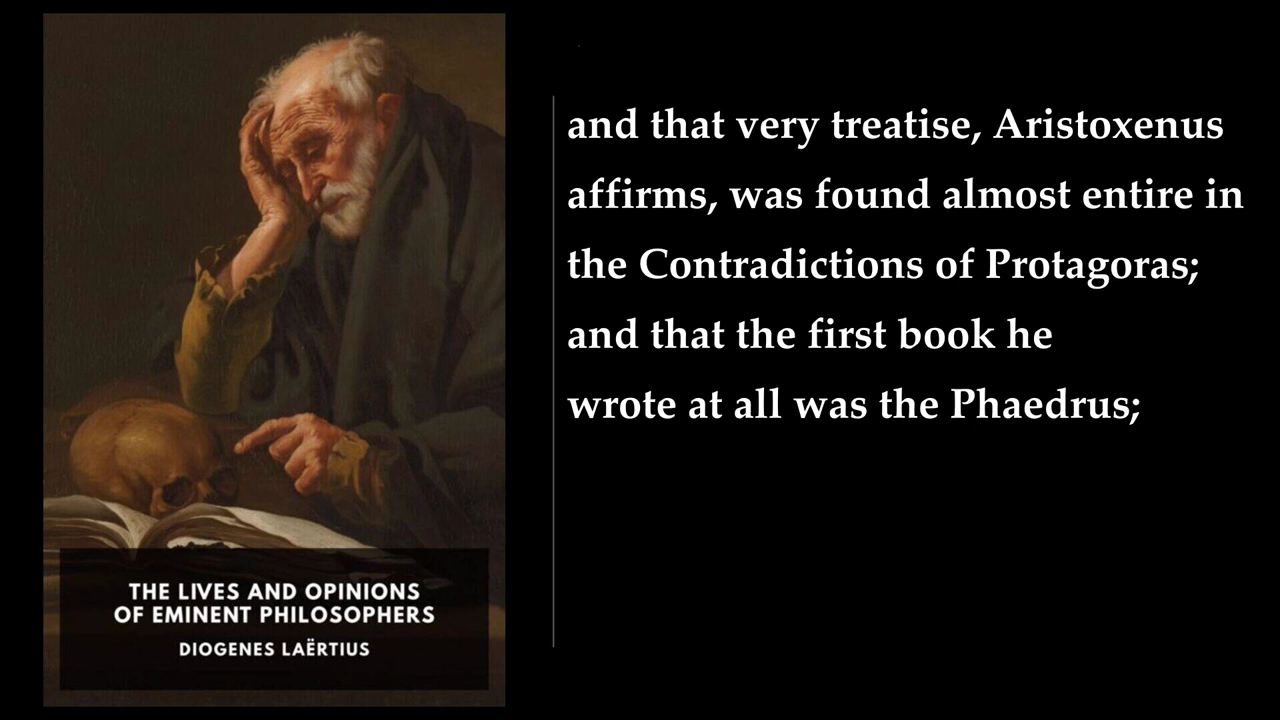 and that very treatise, Aristoxenus
affirms, was found almost entire in
the Contradictions of Protagoras;
and that the first book he
wrote at all was the Phaedrus;
THE LIVES AND OPINIONS
OF EMINENT PHILOSOPHERS
DIOGENES LAËRTIUS